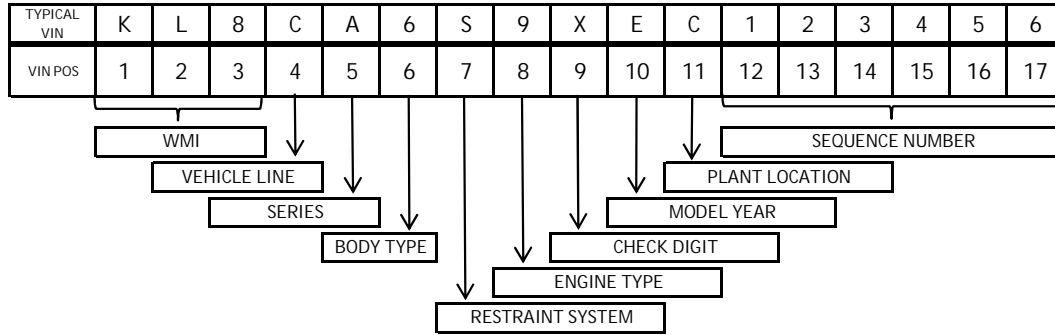 TYPICAL VIN K L 8 C A 6 S 9 X E C 1 2 3 4 5 6
VIN POS 1 2 3 4 5 6 7 8 9 10 11 12 13 14 15 16 17
WMI SEQUENCE NUMBER
VEHICLE LINE PLANT LOCATION
SERIES MODEL YEAR
BODY TYPE CHECK DIGIT
ENGINE TYPE
RESTRAINT SYSTEM